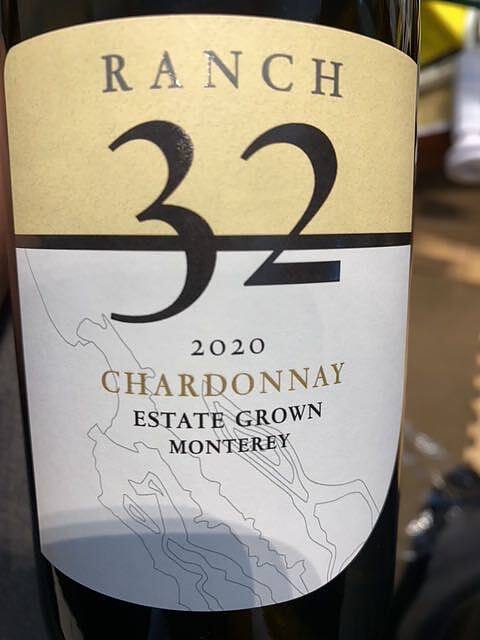 RANCH
32
2020
CHARDONNAY
ESTATE GROWN
MONTEREY